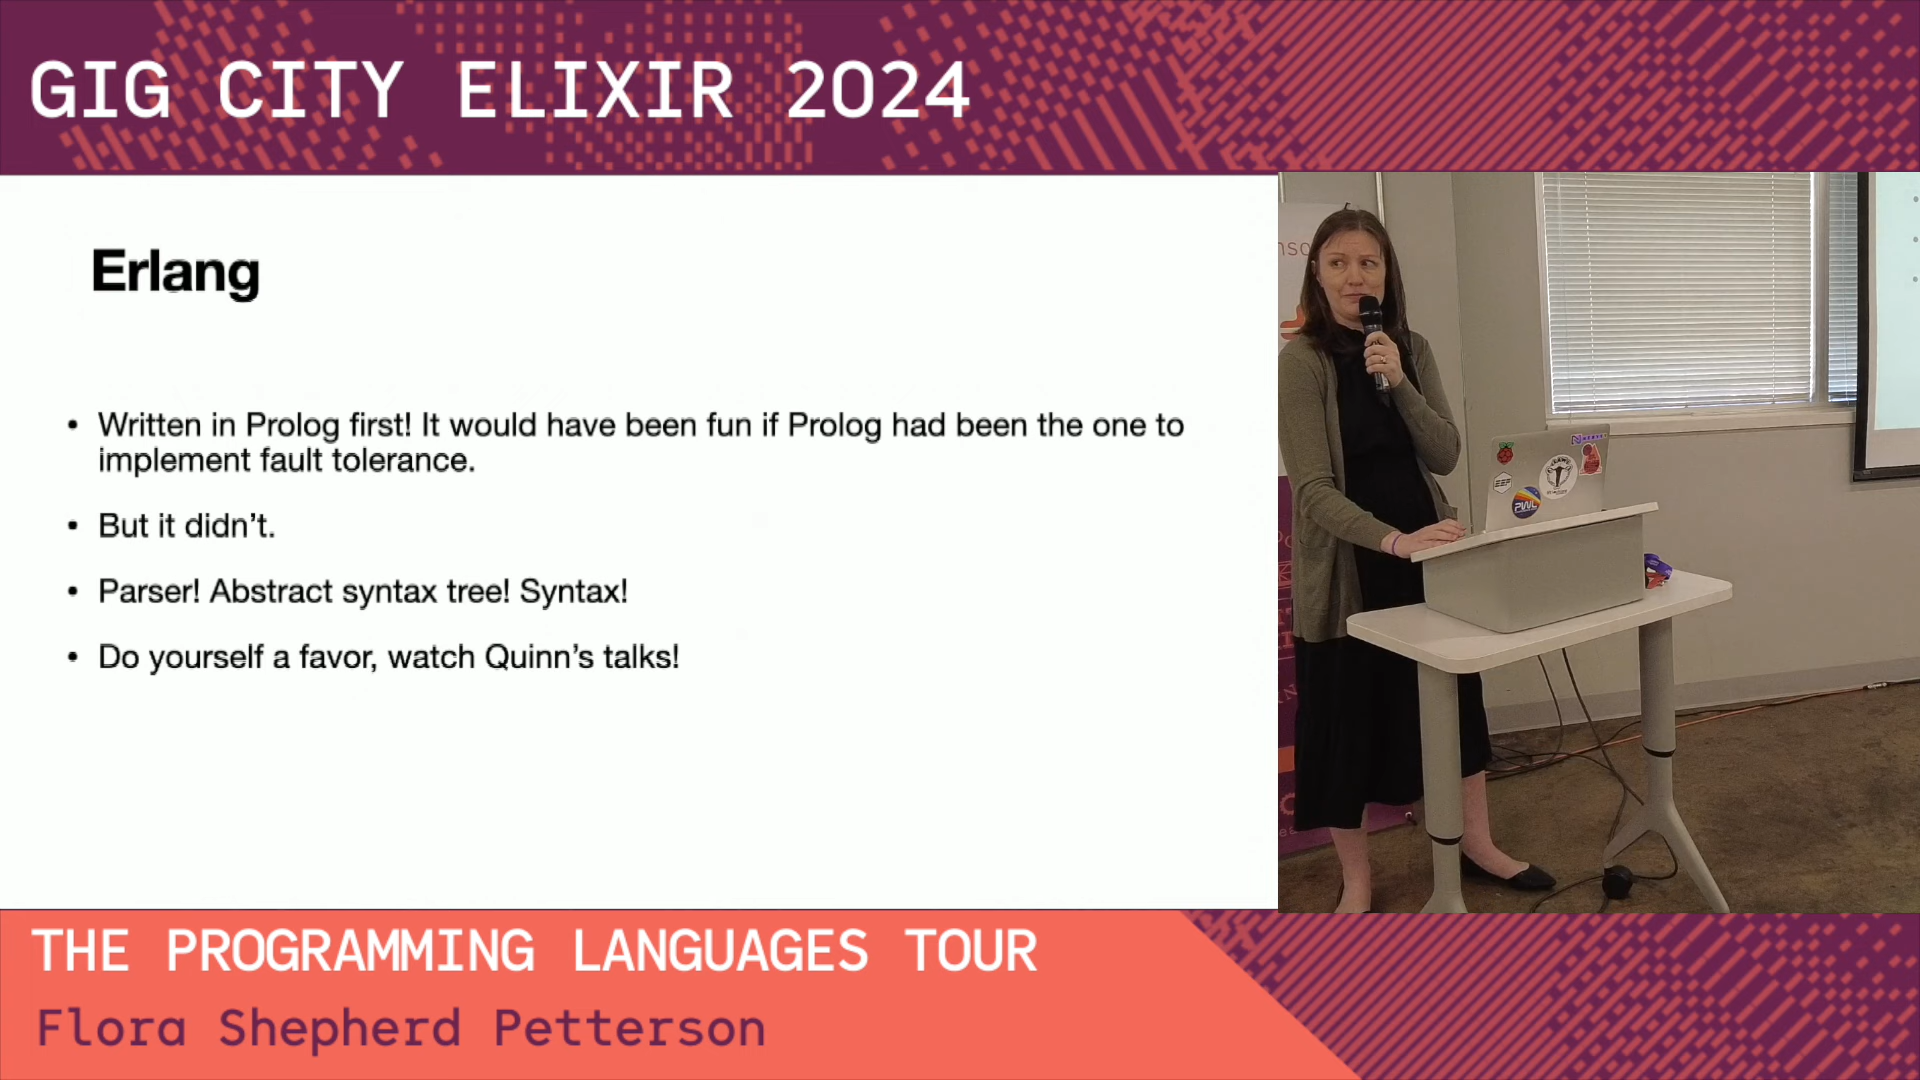 GIG CITY ELIXIR 2024
Erlang
• Written in Prolog first! It would have been fun if Prolog had been the one to
implement fault tolerance.
• But it didn't.
• Parser! Abstract syntax tree! Syntax!
• Do yourself a favor, watch Quinn's talks!
PWL
THE PROGRAMMING LANGUAGES TOUR
Flora Shepherd Petterson